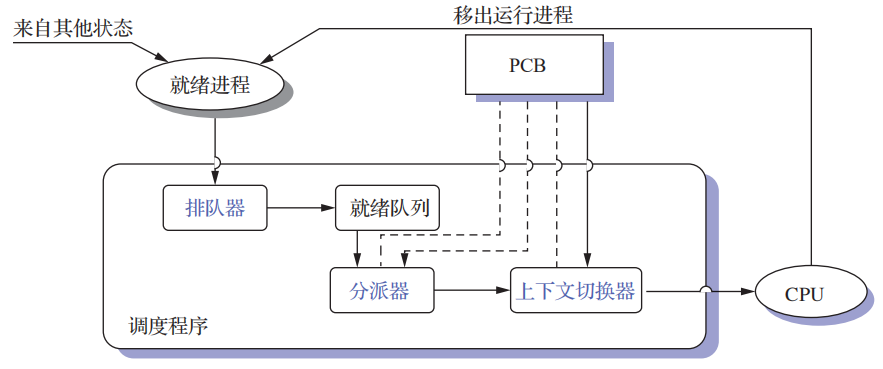 移出运行进程
来自其他状态
PCB
就绪进程
排队器
就绪队列
分派器
上下文切换器
CPU
调度程序